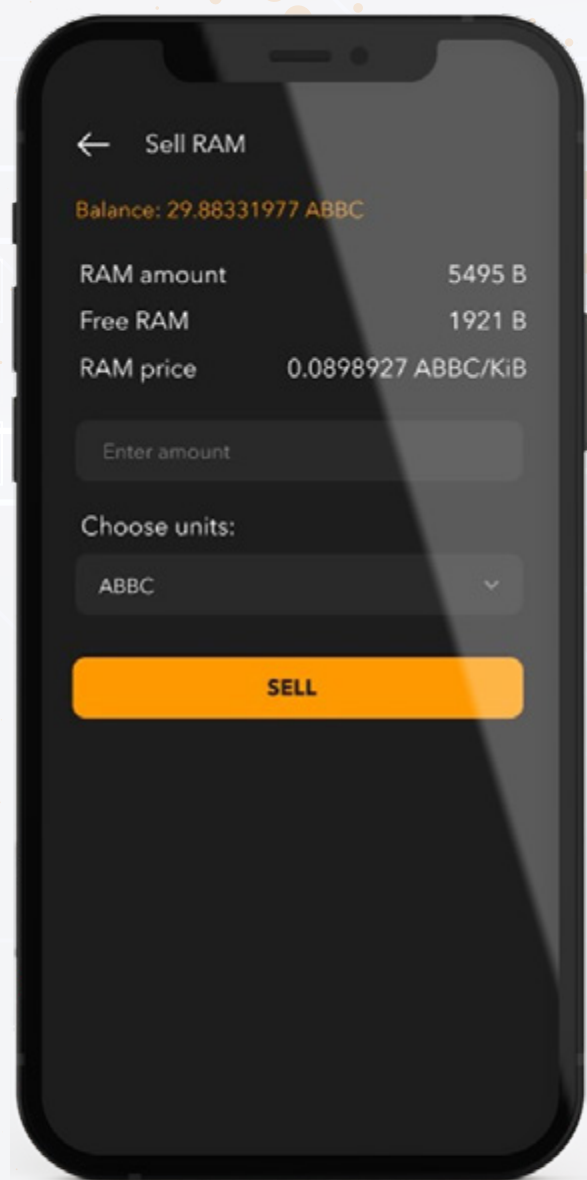 Sell RAM
Balance: 29.88331977 ABBC
RAM amount 5495 B
Free RAM 1921 B
RAM price 0.0898927 ABBC/KiB
Enter amount
Choose units:
ABBC
SELL